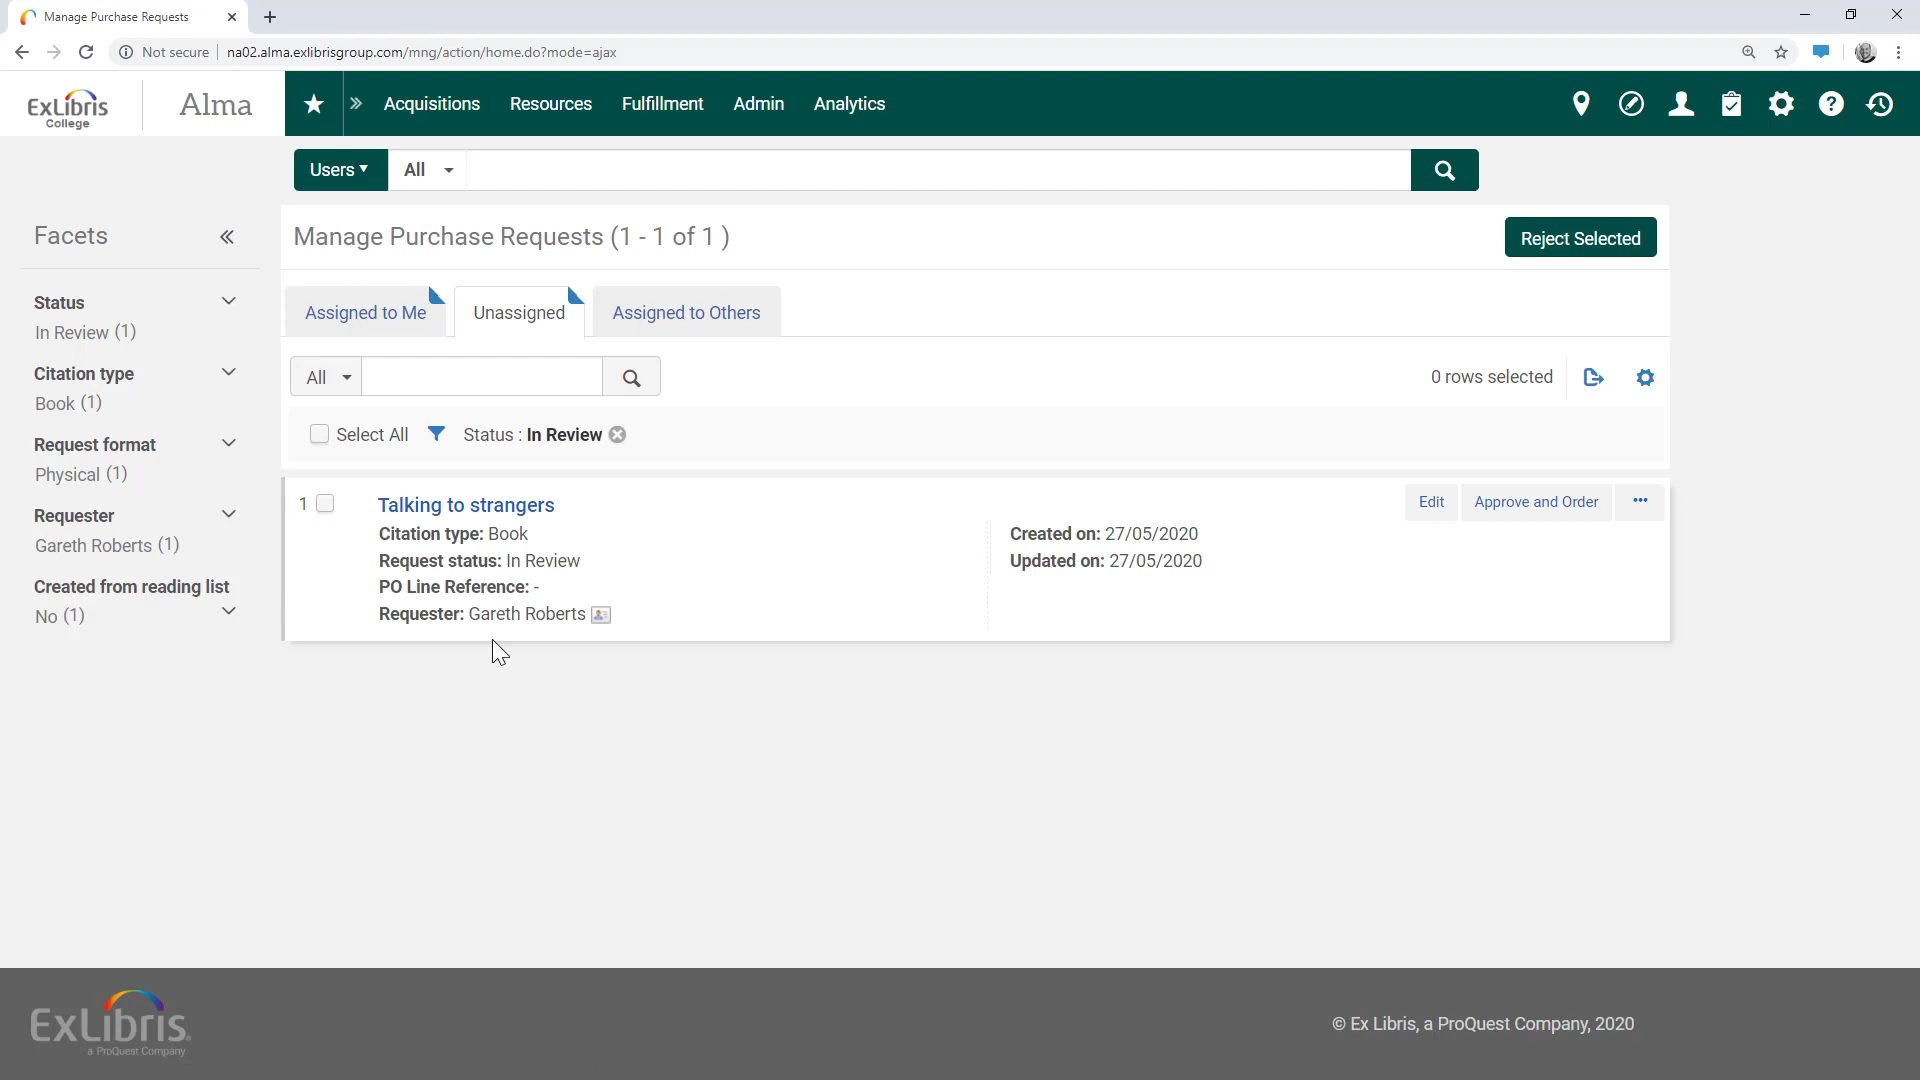 Manage Purchase Requests
Not secure
na02.alma.exlibrisgroup.com/mng/action/home.do?mode=ajax
ExLibris
College
Alma
Acquisitions Resources Fulfillment Admin Analytics
Users All
Facets
Manage Purchase Requests (1 - 1 of 1 )
Reject Selected
Status
In Review (1)
Assigned to Me Unassigned Assigned to Others
Citation type
Book (1)
All
0 rows selected
Request format
Physical (1)
Select All Status : In Review
Requester
Gareth Roberts (1)
Created from reading list
No (1)
1 Talking to strangers
Edit Approve and Order
Citation type: Book
Request status: In Review
PO Line Reference: -
Requester: Gareth Roberts
Created on: 27/05/2020
Updated on: 27/05/2020
ExLibris
a ProQuest Company
© Ex Libris, a ProQuest Company, 2020